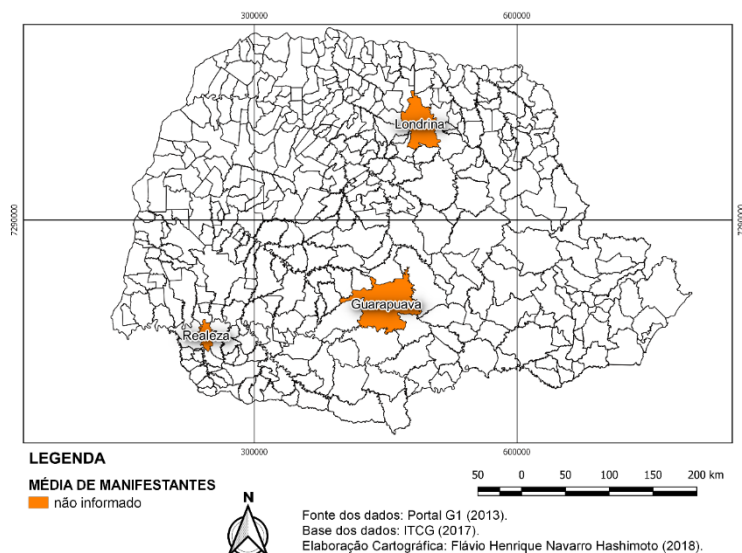 300000 600000
Londrina
7290000 7290000
Guarapuava
Realeza
300000 600000
LEGENDA
MÉDIA DE MANIFESTANTES
não informado
N
50 0 50 100 150 200 km
Fonte dos dados: Portal G1 (2013).
Base dos dados: ITCG (2017).
Elaboração Cartográfica: Flávio Henrique Navarro Hashimoto (2018).